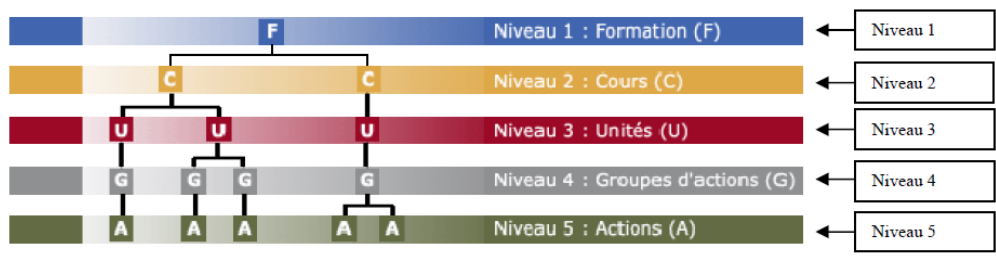 F Niveau 1 : Formation (F) Niveau 1
C C Niveau 2 : Cours (C) Niveau 2
U U U Niveau 3 : Unités (U) Niveau 3
G G G G Niveau 4 : Groupes d'actions (G) Niveau 4
A A A A A Niveau 5 : Actions (A) Niveau 5